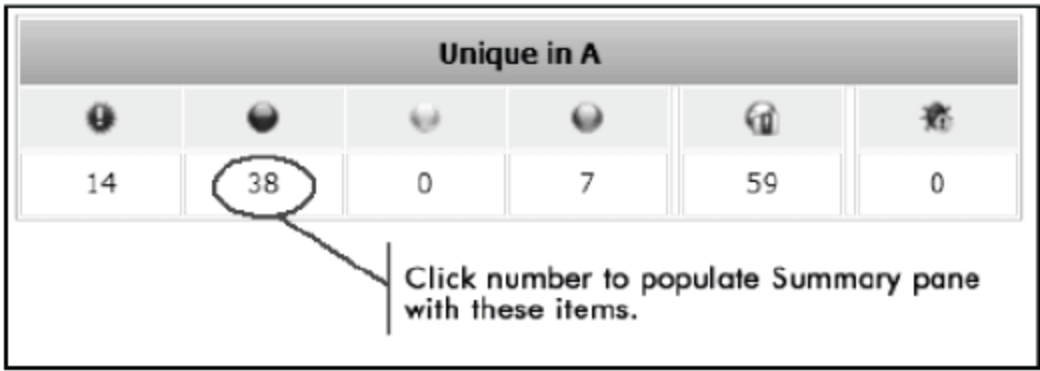 Unique in A
14 38 0 7 59 0
Click number to populate Summary pane
with these items.